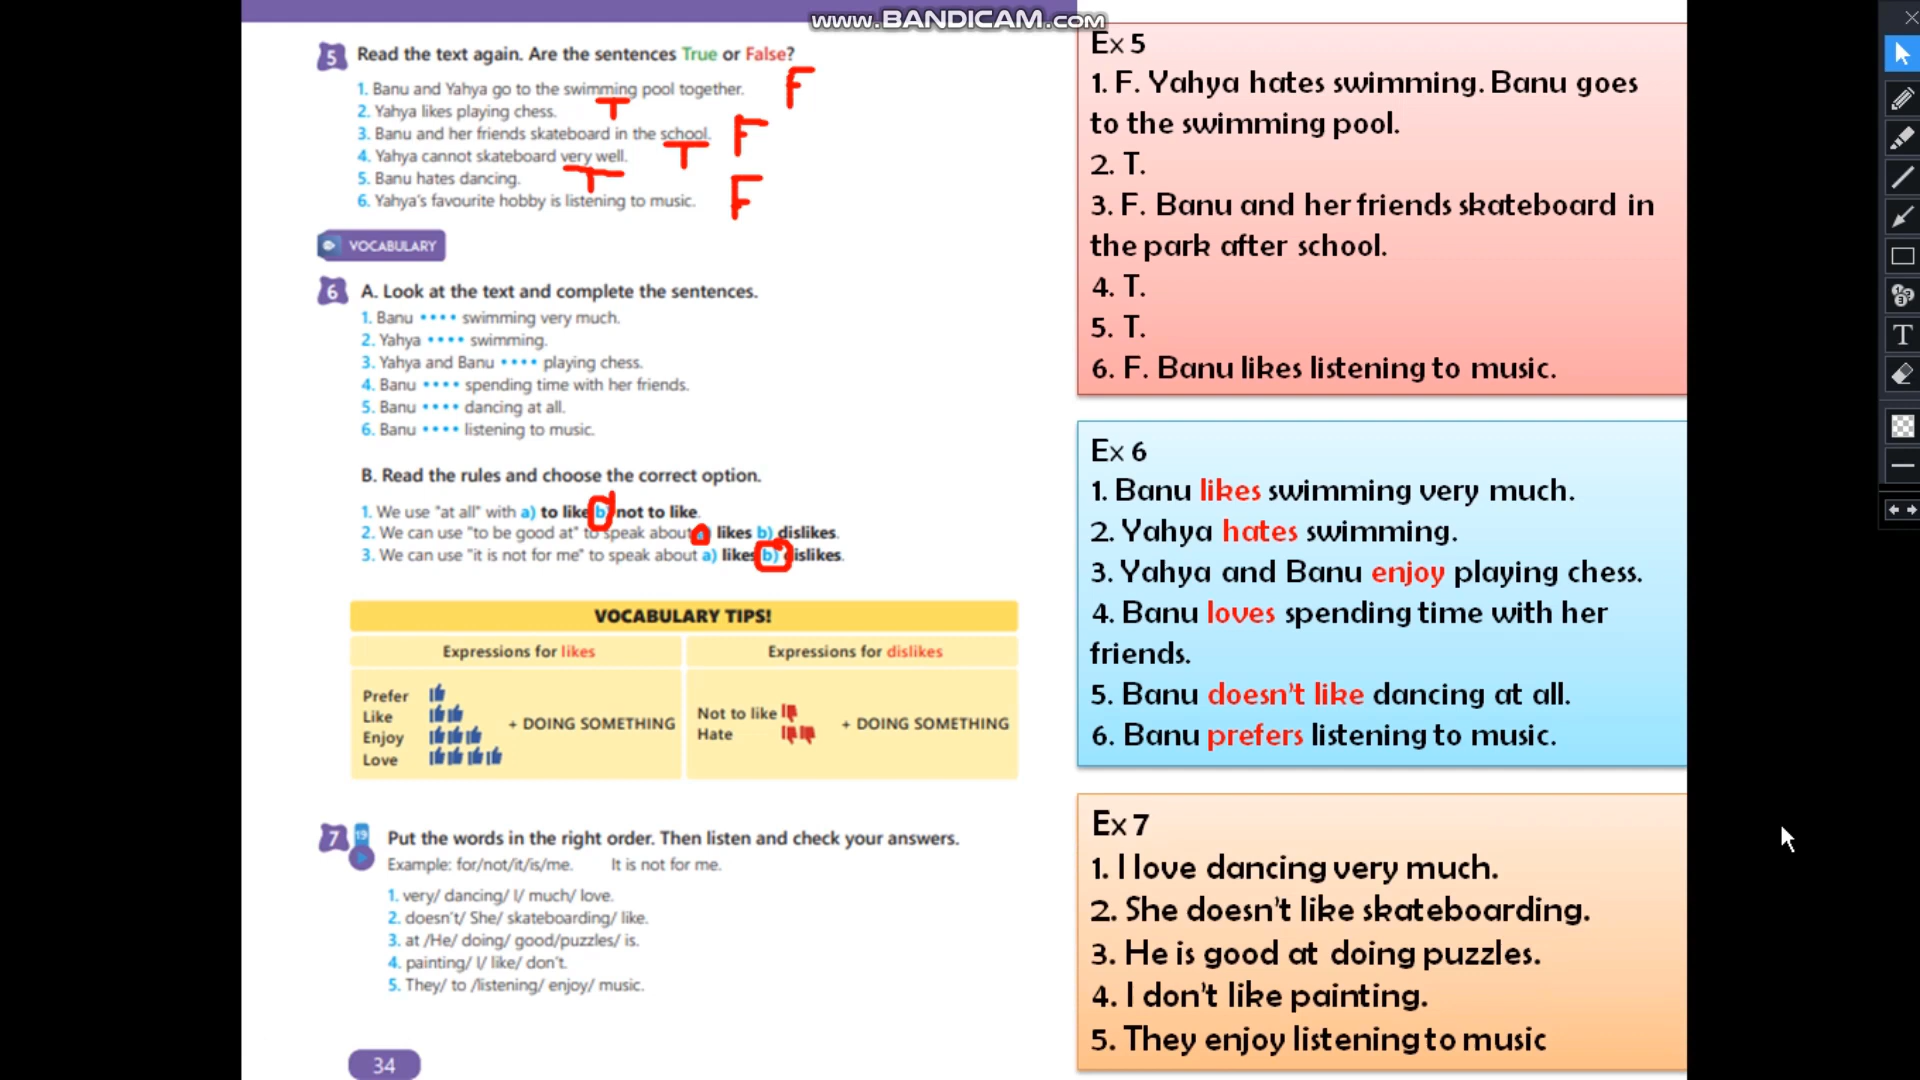 www.BANDICAM.com
5 Read the text again. Are the sentences True or False?
1. Banu and Yahya go to the swimming pool together. F
2. Yahya likes playing chess. T
3. Banu and her friends skateboard in the school. F
4. Yahya cannot skateboard very well. T
5. Banu hates dancing. T
6. Yahya's favourite hobby is listening to music. F
VOCABULARY
6 A. Look at the text and complete the sentences.
1. Banu •••• swimming very much.
2. Yahya •••• swimming.
3. Yahya and Banu •••• playing chess.
4. Banu •••• spending time with her friends.
5. Banu •••• dancing at all.
6. Banu •••• listening to music.
B. Read the rules and choose the correct option.
1. We use "at all" with a) to like b) not to like.
2. We can use "to be good at" to speak about a) likes b) dislikes.
3. We can use "it is not for me" to speak about a) likes b) dislikes.
VOCABULARY TIPS!
Expressions for likes
Expressions for dislikes
Prefer
Like
Enjoy
Love
+ DOING SOMETHING
Not to like
Hate
+ DOING SOMETHING
7 19 Put the words in the right order. Then listen and check your answers.
Example: for/not/it/is/me. It is not for me.
1. very/ dancing/ I/ much/ love.
2. doesn't/ She/ skateboarding/ like.
3. at /He/ doing/ good/puzzles/ is.
4. painting/ I/ like/ don't.
5. They/ to /listening/ enjoy/ music.
34
Ex 5
1. F. Yahya hates swimming. Banu goes
to the swimming pool.
2. T.
3. F. Banu and her friends skateboard in
the park after school.
4. T.
5. T.
6. F. Banu likes listening to music.
Ex 6
1. Banu likes swimming very much.
2. Yahya hates swimming.
3. Yahya and Banu enjoy playing chess.
4. Banu loves spending time with her
friends.
5. Banu doesn't like dancing at all.
6. Banu prefers listening to music.
Ex 7
1. I love dancing very much.
2. She doesn't like skateboarding.
3. He is good at doing puzzles.
4. I don't like painting.
5. They enjoy listening to music